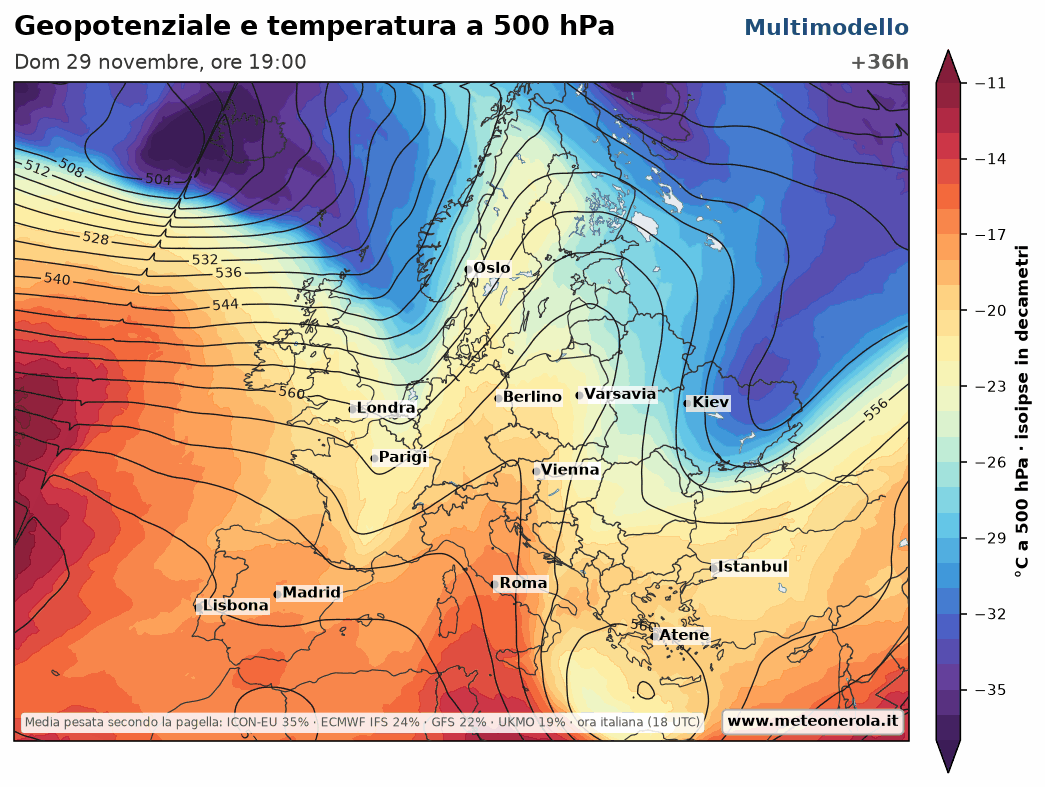 Geopotenziale e temperatura a 500 hPa
Multimodello
Dom 29 novembre, ore 19:00
+36h
512
508
504
528
532
536
540
544
560
556
Oslo
Londra
Berlino
Varsavia
Kiev
Parigi
Vienna
Istanbul
Roma
Madrid
Lisbona
Atene
Media pesata secondo la pagella: ICON-EU 35% · ECMWF IFS 24% · GFS 22% · UKMO 19% · ora italiana (18 UTC)
www.meteonerola.it
−11
−14
−17
−20
−23
−26
−29
−32
−35
°C a 500 hPa · isoipse in decametri